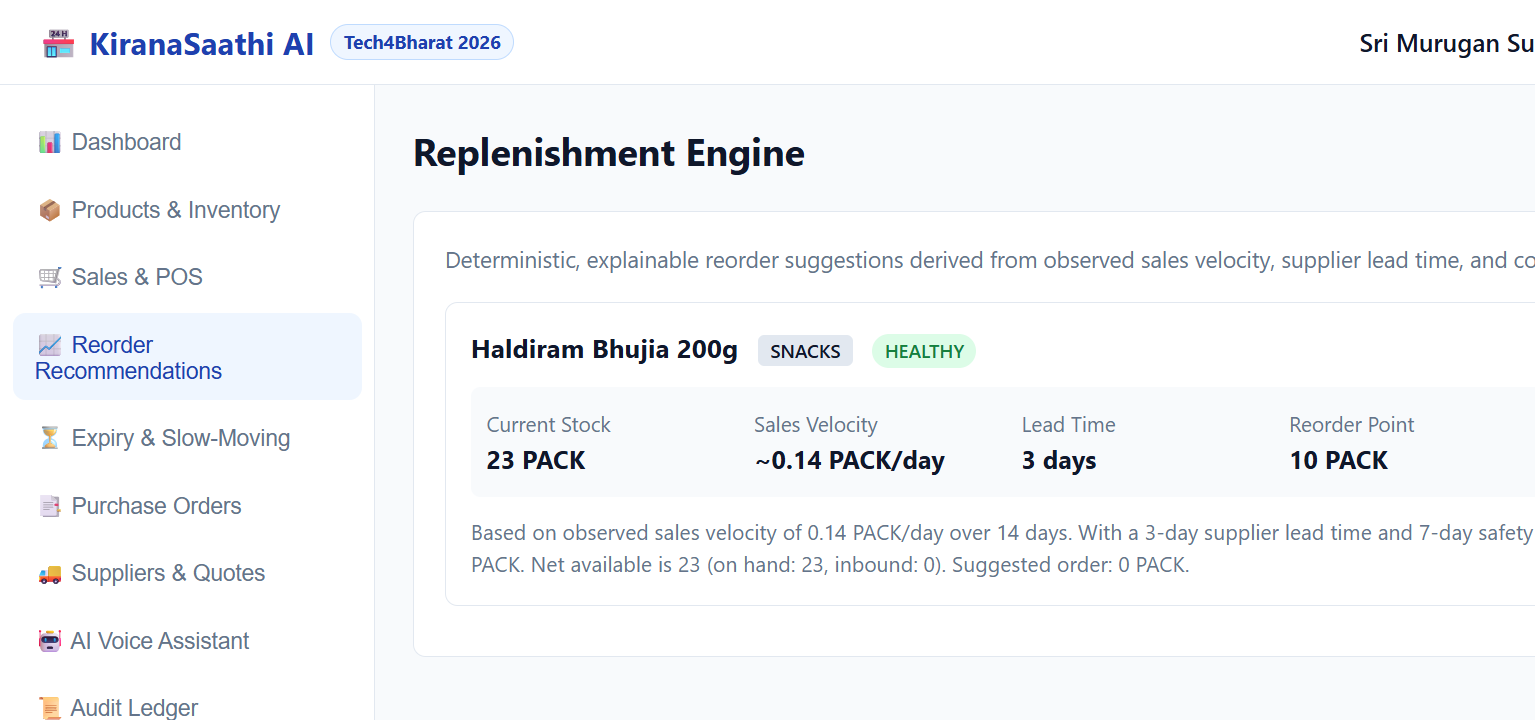 KiranaSaathi AI
Tech4Bharat 2026
Sri Murugan Su
Dashboard
Products & Inventory
Sales & POS
Reorder
Recommendations
Expiry & Slow-Moving
Purchase Orders
Suppliers & Quotes
AI Voice Assistant
Audit Ledger
Replenishment Engine
Deterministic, explainable reorder suggestions derived from observed sales velocity, supplier lead time, and co
Haldiram Bhujia 200g SNACKS HEALTHY
Current Stock Sales Velocity Lead Time Reorder Point
23 PACK ~0.14 PACK/day 3 days 10 PACK
Based on observed sales velocity of 0.14 PACK/day over 14 days. With a 3-day supplier lead time and 7-day safety
PACK. Net available is 23 (on hand: 23, inbound: 0). Suggested order: 0 PACK.